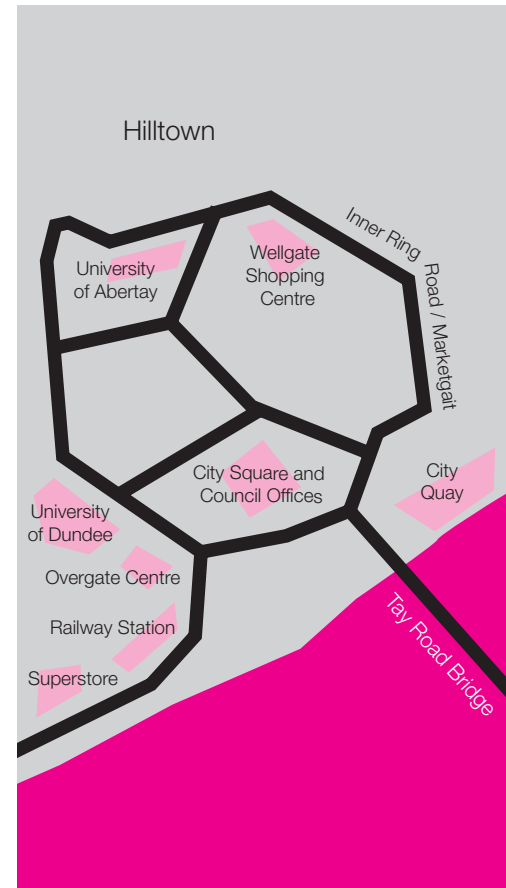 Hilltown
Inner Ring
Road / Marketgait
University
of Abertay
Wellgate
Shopping
Centre
City Square and
Council Offices
City
Quay
University
of Dundee
Overgate Centre
Railway Station
Superstore
Tay Road Bridge